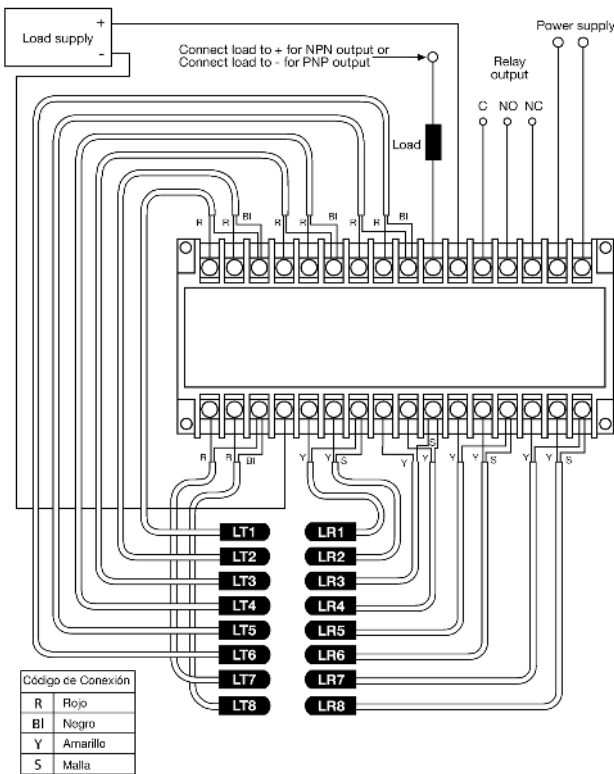 Load supply
+
-
Connect load to + for NPN output or
Connect load to - for PNP output
Power supply
Relay
output
C NO NC
Load
R R Bl R R Bl R R Bl
R R Bl Y Y S Y S Y Y Y S Y Y S
LT1 LR1
LT2 LR2
LT3 LR3
LT4 LR4
LT5 LR5
LT6 LR6
LT7 LR7
LT8 LR8
Código de Conexión
R Rojo
Bl Negro
Y Amarillo
S Malla